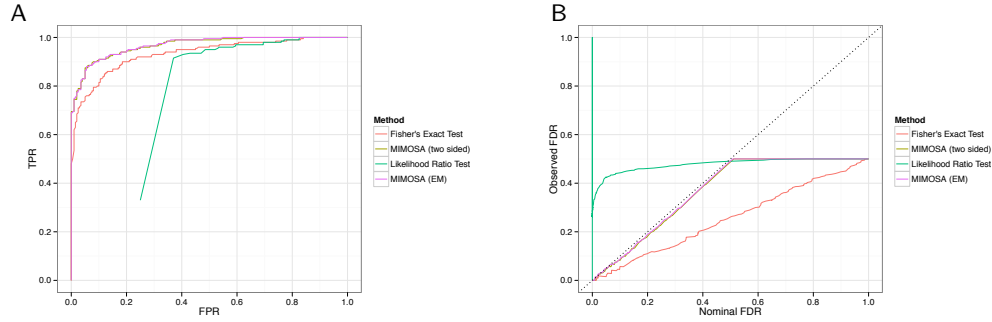 A
1.0
0.8
0.6
0.4
0.2
0.0
TPR
0.0 0.2 0.4 0.6 0.8 1.0
FPR
Method
Fisher's Exact Test
MIMOSA (two sided)
Likelihood Ratio Test
MIMOSA (EM)
B
1.0
0.8
0.6
0.4
0.2
0.0
Observed FDR
0.0 0.2 0.4 0.6 0.8 1.0
Nominal FDR
Method
Fisher's Exact Test
MIMOSA (two sided)
Likelihood Ratio Test
MIMOSA (EM)